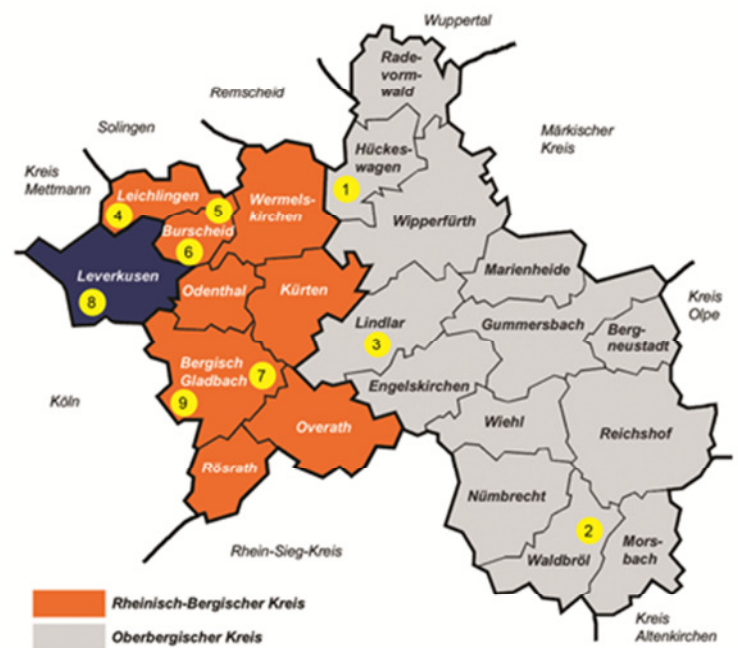 Wuppertal
Rade-
vorm-
wald
Remscheid
Solingen
Märkischer
Kreis
Hückes-
wagen
Kreis
Mettmann
Leichlingen
Wermels-
kirchen
1
4
5
Burscheid
6
Wipperfürth
Leverkusen
8
Odenthal
Kürten
Marienheide
Kreis
Olpe
Lindlar
3
Gummersbach
Berg-
neustadt
Bergisch
Gladbach
7
9
Köln
Engelskirchen
Overath
Wiehl
Reichshof
Rösrath
Nümbrecht
2
Waldbröl
Mors-
bach
Rhein-Sieg-Kreis
Rheinisch-Bergischer Kreis
Oberbergischer Kreis
Kreis
Altenkirchen